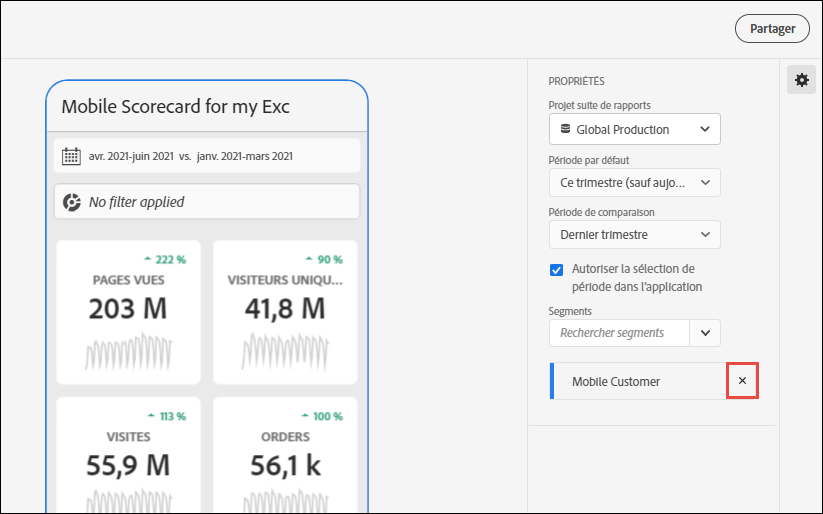 Partager
Mobile Scorecard for my Exc
avr. 2021-juin 2021 vs. janv. 2021-mars 2021
No filter applied
222 %
PAGES VUES
203 M
90 %
VISITEURS UNIQU...
41,8 M
113 %
VISITES
55,9 M
100 %
ORDERS
56,1 k
PROPRIÉTÉS
Projet suite de rapports
Global Production
Période par défaut
Ce trimestre (sauf aujo...
Période de comparaison
Dernier trimestre
Autoriser la sélection de
période dans l'application
Segments
Rechercher segments
Mobile Customer